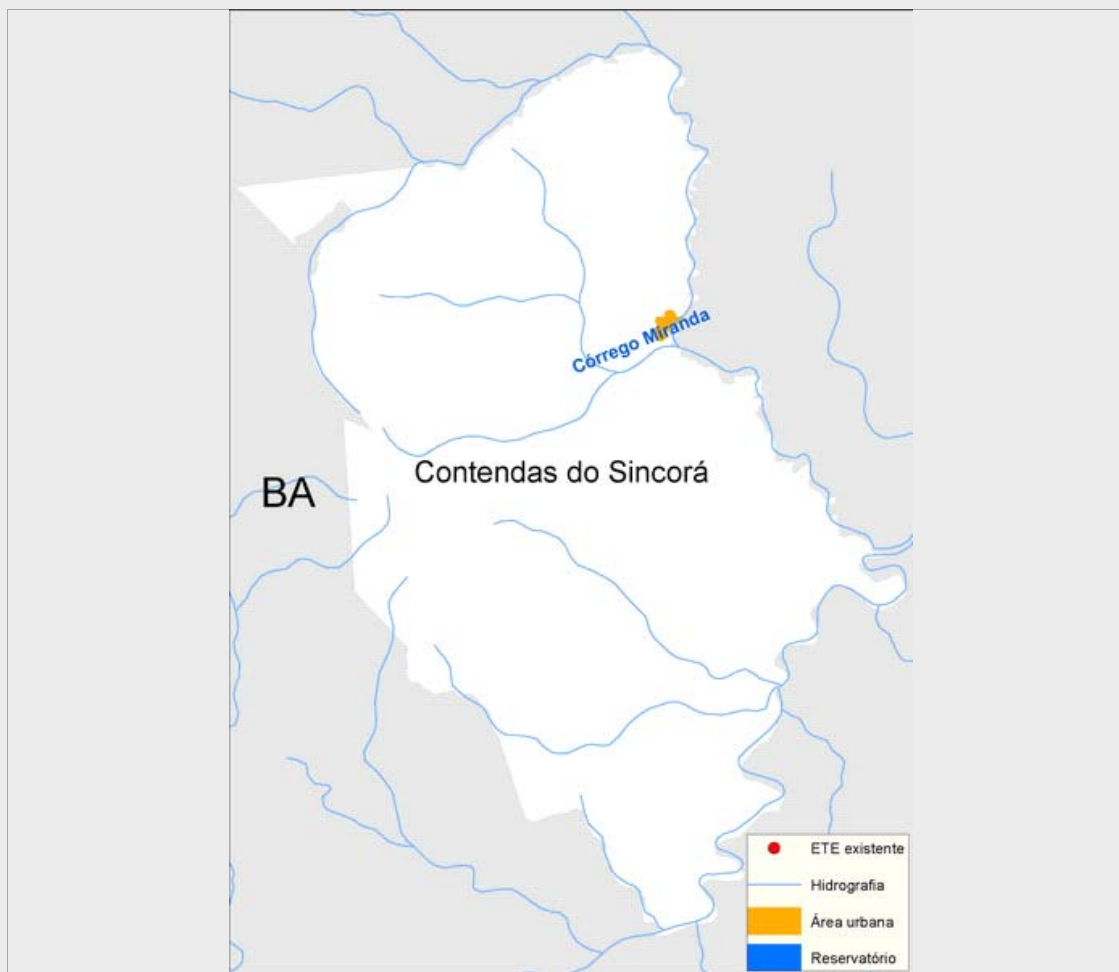 Córrego Miranda
Contendas do Sincorá
BA
ETE existente
Hidrografia
Área urbana
Reservatório